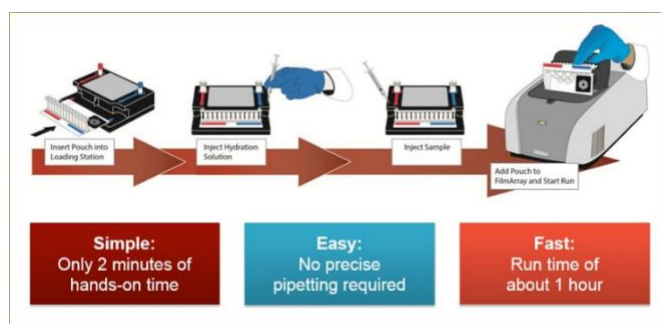 Insert Pouch into
Loading Station
Inject Hydration
Solution
Inject Sample
Add Pouch to
FilmArray and Start Run
Simple:
Only 2 minutes of
hands-on time
Easy:
No precise
pipetting required
Fast:
Run time of
about 1 hour